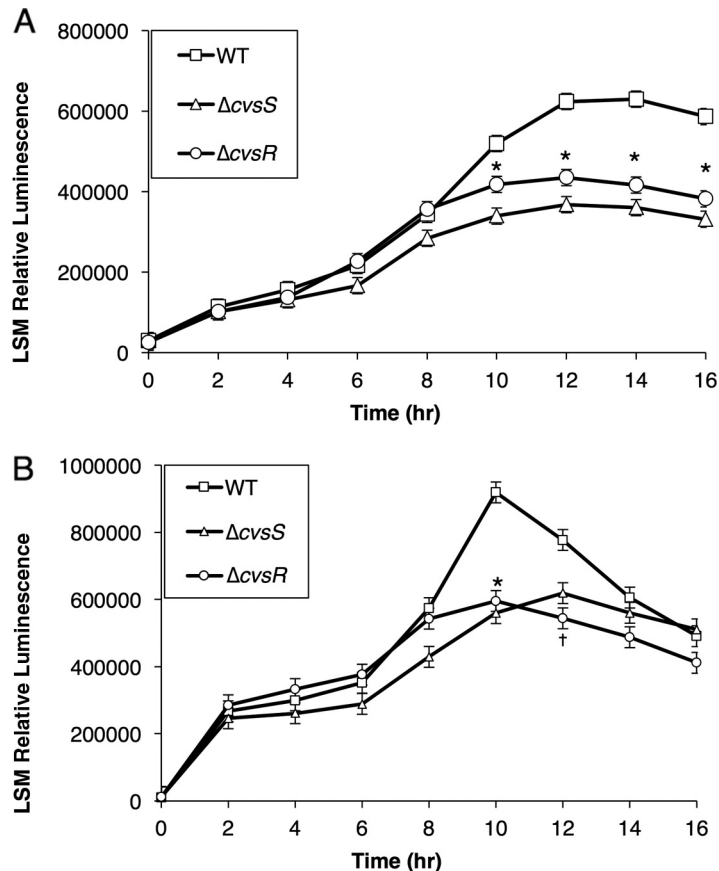 A
LSM Relative Luminescence
800000
600000
400000
200000
0
WT
ΔcvsS
ΔcvsR
*
*
*
*
0 2 4 6 8 10 12 14 16
Time (hr)
B
LSM Relative Luminescence
1000000
800000
600000
400000
200000
0
WT
ΔcvsS
ΔcvsR
*
†
0 2 4 6 8 10 12 14 16
Time (hr)